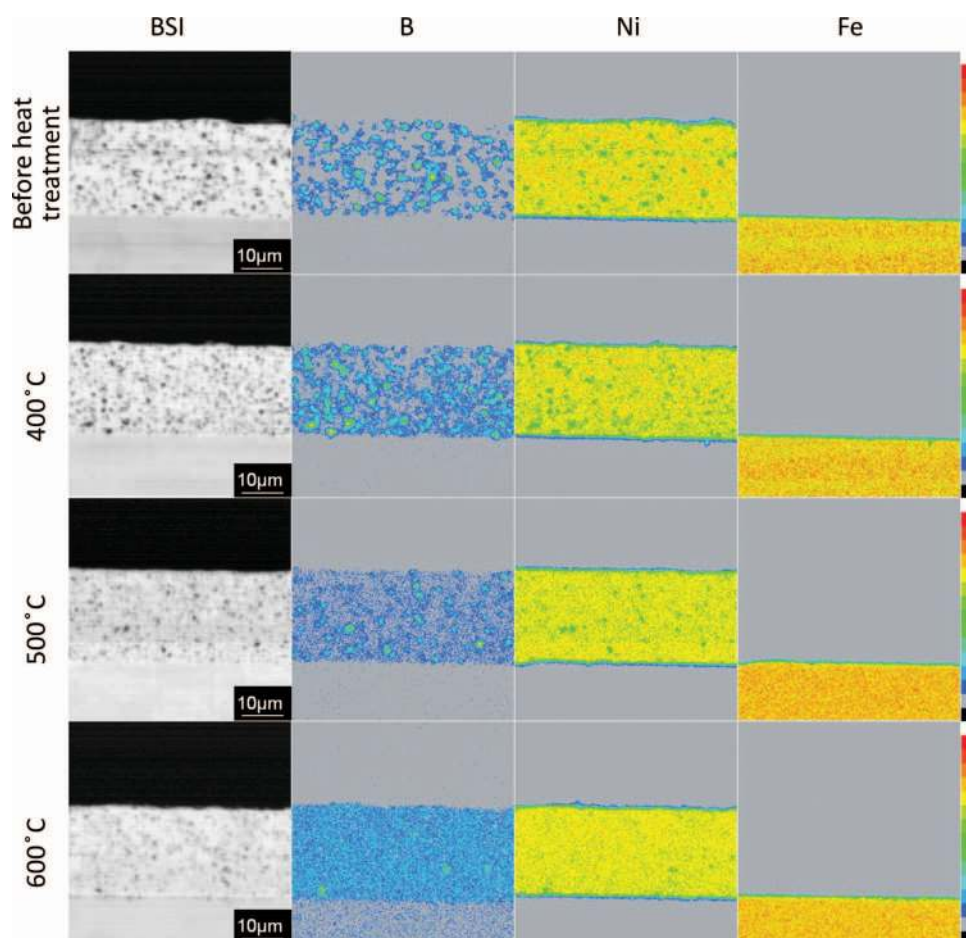 BSI B Ni Fe
Before heat
treatment
10μm
400°C
10μm
500°C
10μm
600°C
10μm